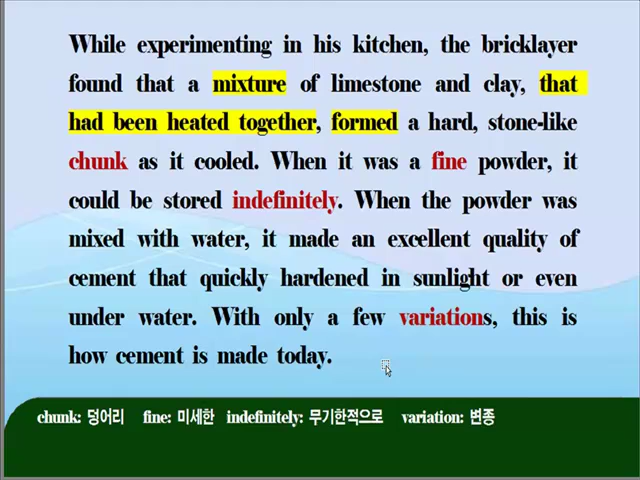 While experimenting in his kitchen, the bricklayer
found that a mixture of limestone and clay, that
had been heated together, formed a hard, stone-like
chunk as it cooled. When it was a fine powder, it
could be stored indefinitely. When the powder was
mixed with water, it made an excellent quality of
cement that quickly hardened in sunlight or even
under water. With only a few variations, this is
how cement is made today.
chunk: 덩어리 fine: 미세한 indefinitely: 무기한적으로 variation: 변종